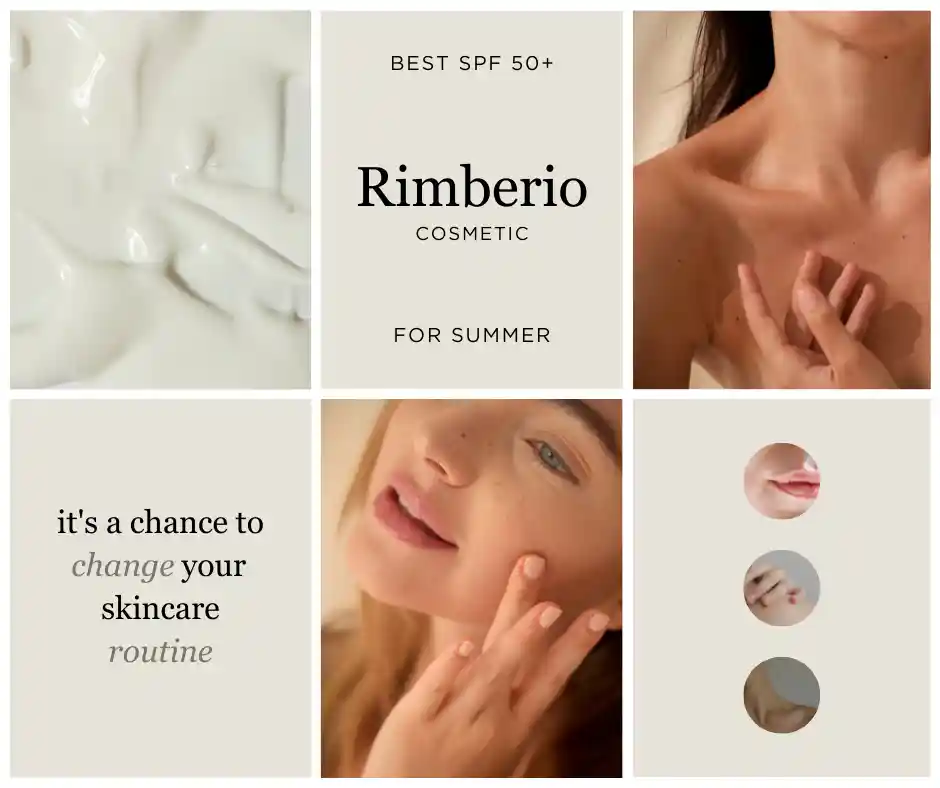 BEST SPF 50+
Rimberio
COSMETIC
FOR SUMMER
it's a chance to
change your
skincare
routine